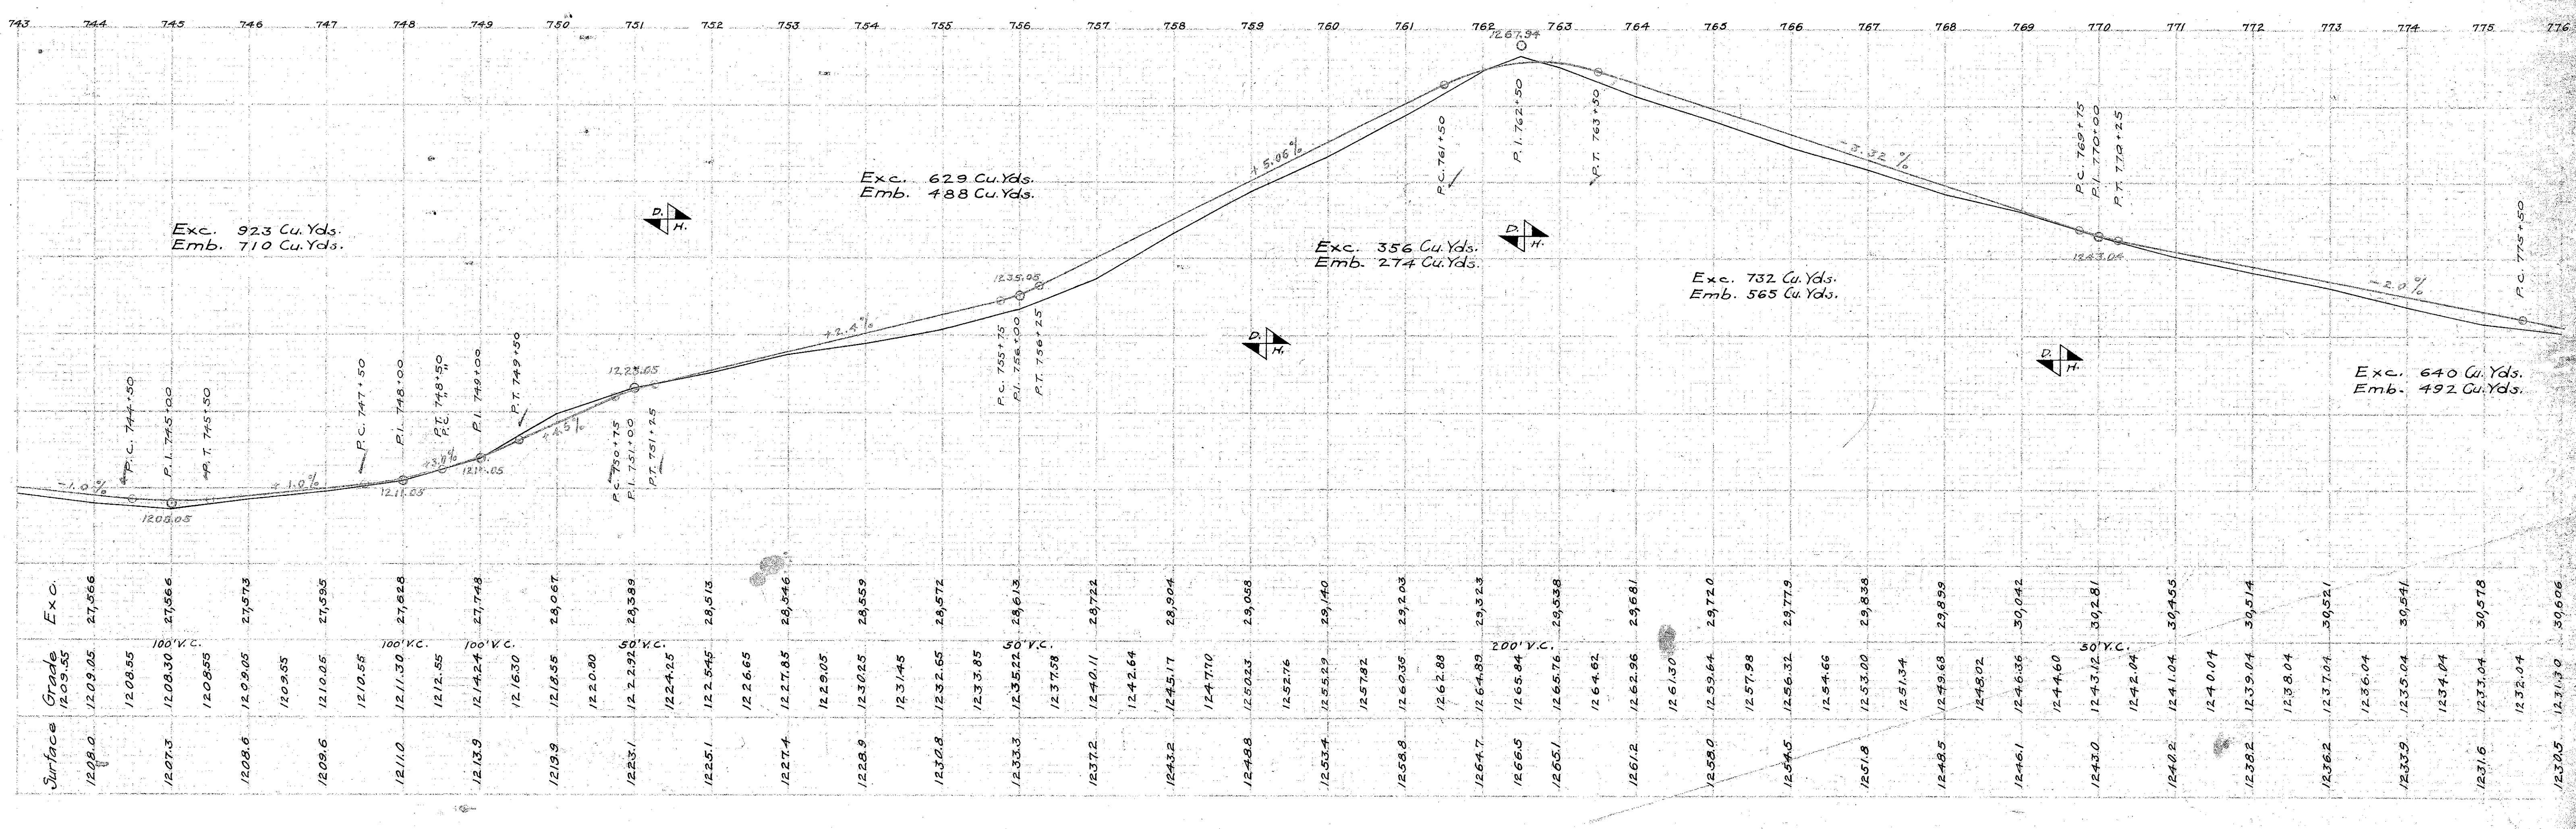 743 744 745 746 747 748 749 750 751 752 753 754 755 756 757 758 759 760 761 762 763 764 765 766 767 768 769 770 771 772 773 774 775 776
1267.94
+5.06%
-3.32%
P.C. 761+50
P.I. 762+50
P.T. 763+50
P.C. 769+75
P.I. 770+00
P.T. 770+25
Exc. 629 Cu.Yds.
Emb. 488 Cu.Yds.
D. H.
Exc. 923 Cu.Yds.
Emb. 710 Cu.Yds.
D. H.
Exc. 356 Cu.Yds.
Emb. 274 Cu.Yds.
1243.04
P.C. 775+50
Exc. 732 Cu.Yds.
Emb. 565 Cu.Yds.
1235.05
-2.0%
+2.4%
D. H.
D. H.
P.C. 755+75
P.I. 756+00
P.T. 756+25
Exc. 640 Cu.Yds.
Emb. 492 Cu.Yds.
P.C. 744+50
P.I. 745+00
P.T. 745+50
P.C. 747+50
P.I. 748+00
P.T. 748+50
P.C. "
P.I. 749+00
P.T. 749+50
+4.5%
P.C. 750+75
P.I. 751+00
P.T. 751+25
-1.0%
+1.0%
1211.05
1208.05
Exc. 27,566 27,566 27,573 27,595 27,628 27,748 28,067 28,389 28,513 28,546 28,559 28,572 28,613 28,722 28,904 29,058 29,140 29,203 29,323 29,538 29,681 29,720 29,779 29,838 29,899 30,042 30,281 30,455 30,514 30,521 30,541 30,578 30,606
100' V.C. 100' V.C. 100' V.C. 50' V.C. 50' V.C. 200' V.C. 50' V.C.
Grade 1209.55 1209.05 1208.55 1208.30 1208.55 1209.05 1209.55 1210.05 1210.55 1211.30 1212.55 1214.24 1216.30 1218.55 1220.80 1222.92 1224.25 1225.45 1226.65 1227.85 1229.05 1230.25 1231.45 1232.65 1233.85 1235.22 1237.58 1240.11 1242.64 1245.17 1247.70 1250.23 1252.76 1255.29 1257.82 1260.35 1262.88 1264.89 1265.84 1265.76 1264.62 1262.96 1261.30 1259.64 1257.98 1256.32 1254.66 1253.00 1251.34 1249.68 1248.02 1246.36 1244.60 1243.12 1242.04 1241.04 1240.04 1239.04 1238.04 1237.04 1236.04 1235.04 1234.04 1233.04 1232.04 1231.30
Surface 1208.0 1207.3 1208.6 1209.6 1211.0 1213.9 1219.9 1223.1 1225.1 1227.4 1228.9 1230.8 1233.3 1237.2 1243.2 1248.8 1253.4 1258.8 1264.7 1266.5 1265.1 1261.2 1258.0 1254.5 1251.8 1248.5 1246.1 1243.0 1240.2 1238.2 1236.2 1233.9 1231.6 1230.5